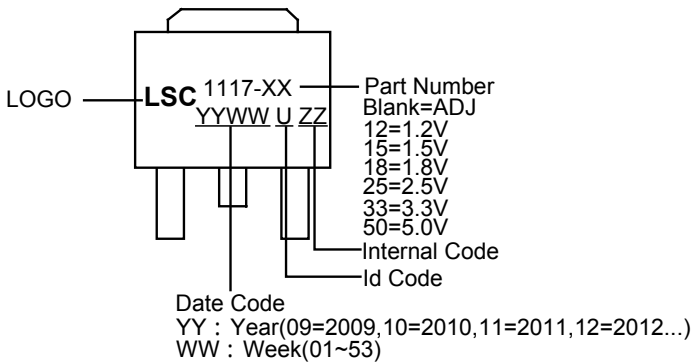 LOGO
LSC
1117-XX
YYWW U ZZ
Part Number
Blank=ADJ
12=1.2V
15=1.5V
18=1.8V
25=2.5V
33=3.3V
50=5.0V
Internal Code
Id Code
Date Code
YY : Year(09=2009,10=2010,11=2011,12=2012...)
WW : Week(01~53)